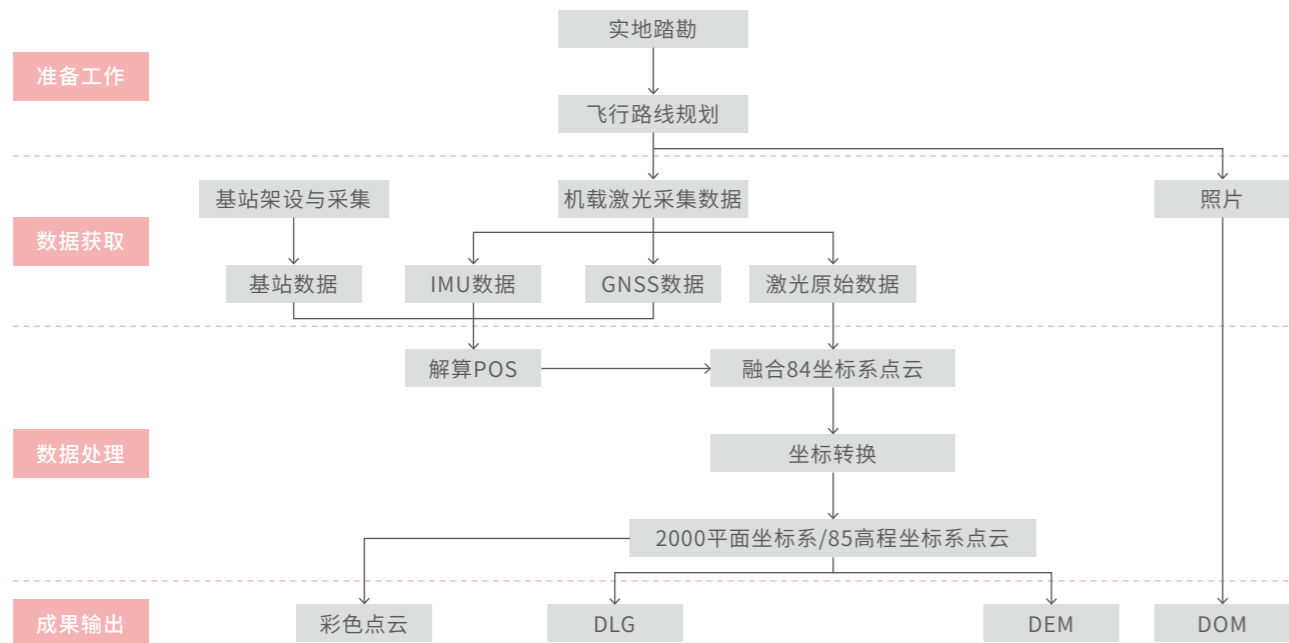 实地踏勘
准备工作
飞行路线规划
基站架设与采集
机载激光采集数据
照片
数据获取
基站数据
IMU数据
GNSS数据
激光原始数据
解算POS
融合84坐标系点云
数据处理
坐标转换
2000平面坐标系/85高程坐标系点云
成果输出
彩色点云
DLG
DEM
DOM